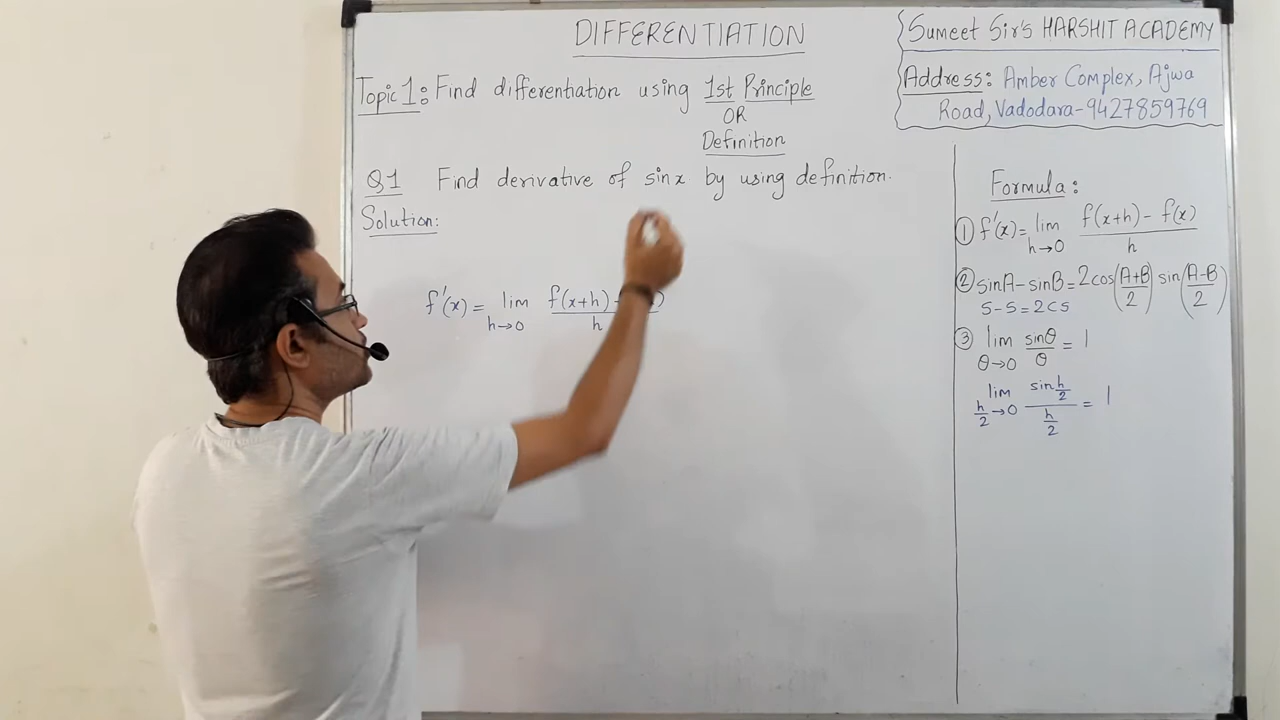 DIFFERENTIATION
Sumeet Sir's HARSHIT ACADEMY
Address: Amber Complex, Ajwa
Road, Vadodara-9427859769
Topic 1: Find differentiation using 1st Principle
OR
Definition
Q1 Find derivative of sinx by using definition.
Solution:
f'(x) = lim h→0 f(x+h) - / h
Formula:
① f'(x) = lim h→0 f(x+h) - f(x) / h
② sinA - sinB = 2cos(A+B/2) sin(A-B/2)
S-S = 2CS
③ lim θ→0 sinθ/θ = 1
lim h/2→0 sin h/2 / h/2 = 1